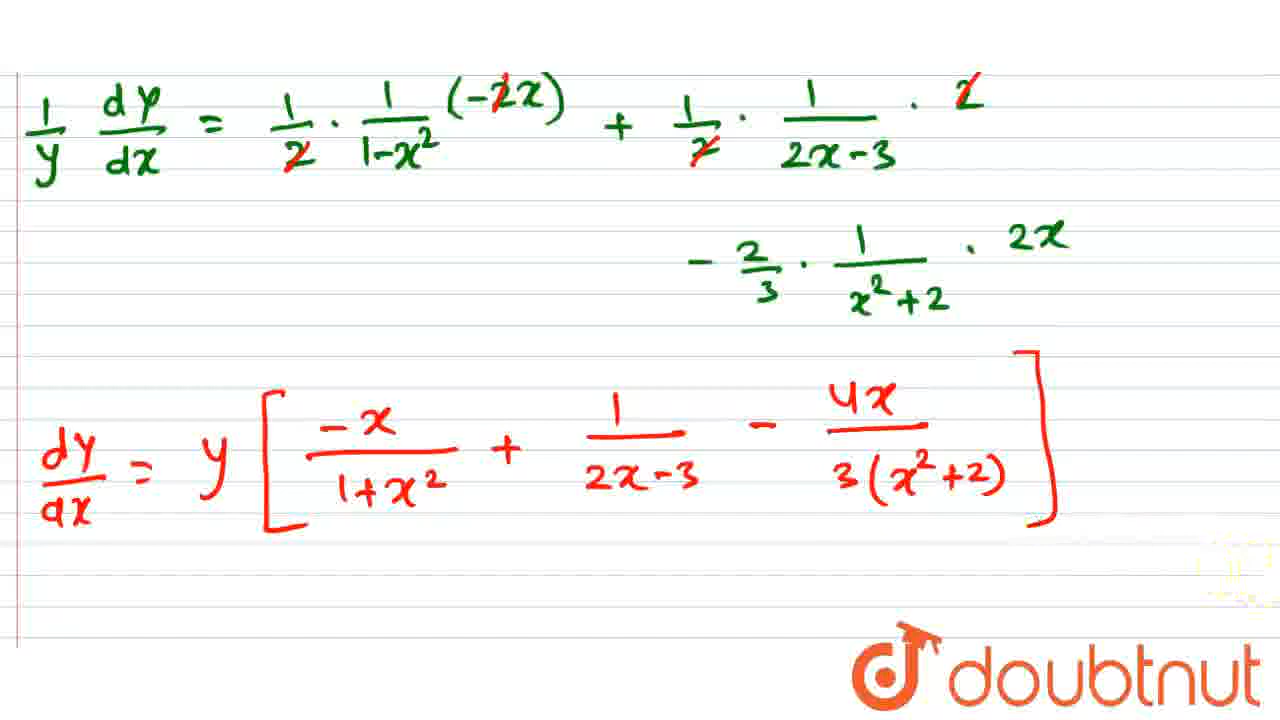 1/y dy/dx = 1/2 · 1/(1-x²) (-2x) + 1/2 · 1/(2x-3) · 2
- 2/3 · 1/(x²+2) · 2x
dy/dx = y [ -x/(1+x²) + 1/(2x-3) - 4x/(3(x²+2)) ]
doubtnut